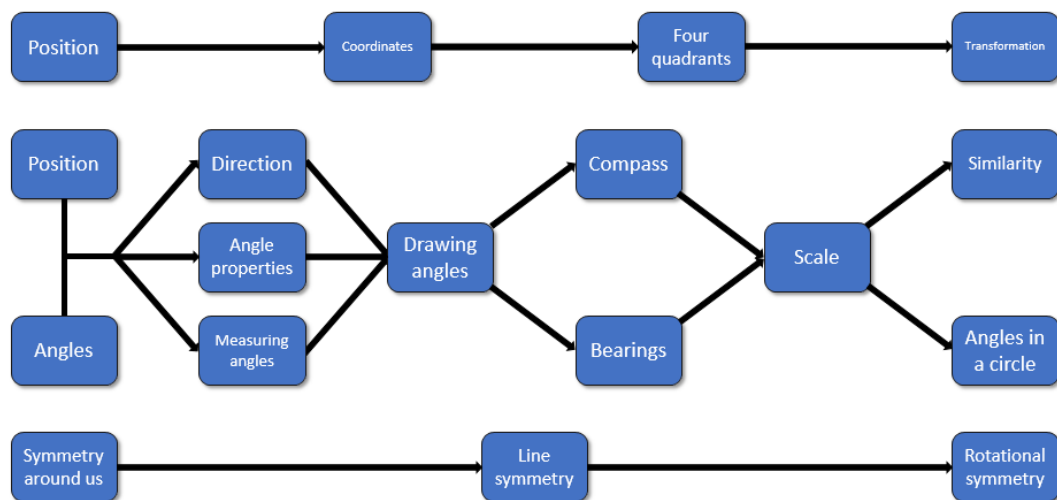 Position
Coordinates
Four
quadrants
Transformation
Position
Direction
Compass
Similarity
Angle
properties
Drawing
angles
Scale
Angles
Measuring
angles
Bearings
Angles in
a circle
Symmetry
around us
Line
symmetry
Rotational
symmetry